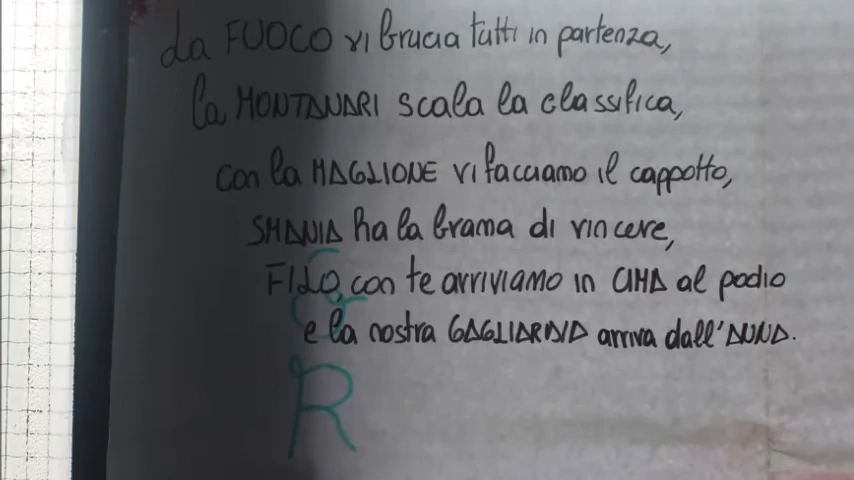 La FUOCO vi brucia tutti in partenza,
la MONTANARI scala la classifica,
con la MAGLIONE vi facciamo il cappotto,
SMANIA ha la brama di vincere,
FILO, con te arriviamo in CIMA al podio
e la nostra GAGLIARDIA arriva dall'ANNA.
R